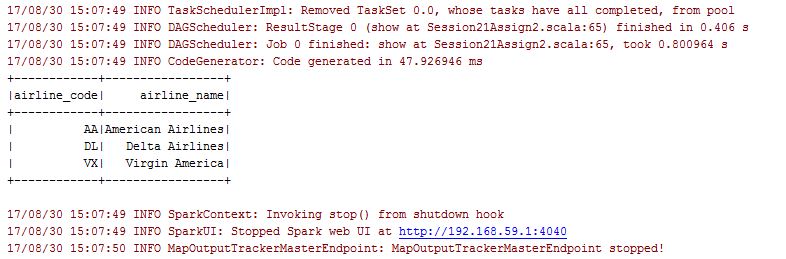 17/08/30 15:07:49 INFO TaskSchedulerImpl: Removed TaskSet 0.0, whose tasks have all completed, from pool
17/08/30 15:07:49 INFO DAGScheduler: ResultStage 0 (show at Session21Assign2.scala:65) finished in 0.406 s
17/08/30 15:07:49 INFO DAGScheduler: Job 0 finished: show at Session21Assign2.scala:65, took 0.800964 s
17/08/30 15:07:49 INFO CodeGenerator: Code generated in 47.926946 ms
+------------+-----------------+
|airline_code|     airline_name|
+------------+-----------------+
|          AA|American Airlines|
|          DL|   Delta Airlines|
|          VX|   Virgin America|
+------------+-----------------+
17/08/30 15:07:49 INFO SparkContext: Invoking stop() from shutdown hook
17/08/30 15:07:49 INFO SparkUI: Stopped Spark web UI at http://192.168.59.1:4040
17/08/30 15:07:50 INFO MapOutputTrackerMasterEndpoint: MapOutputTrackerMasterEndpoint stopped!